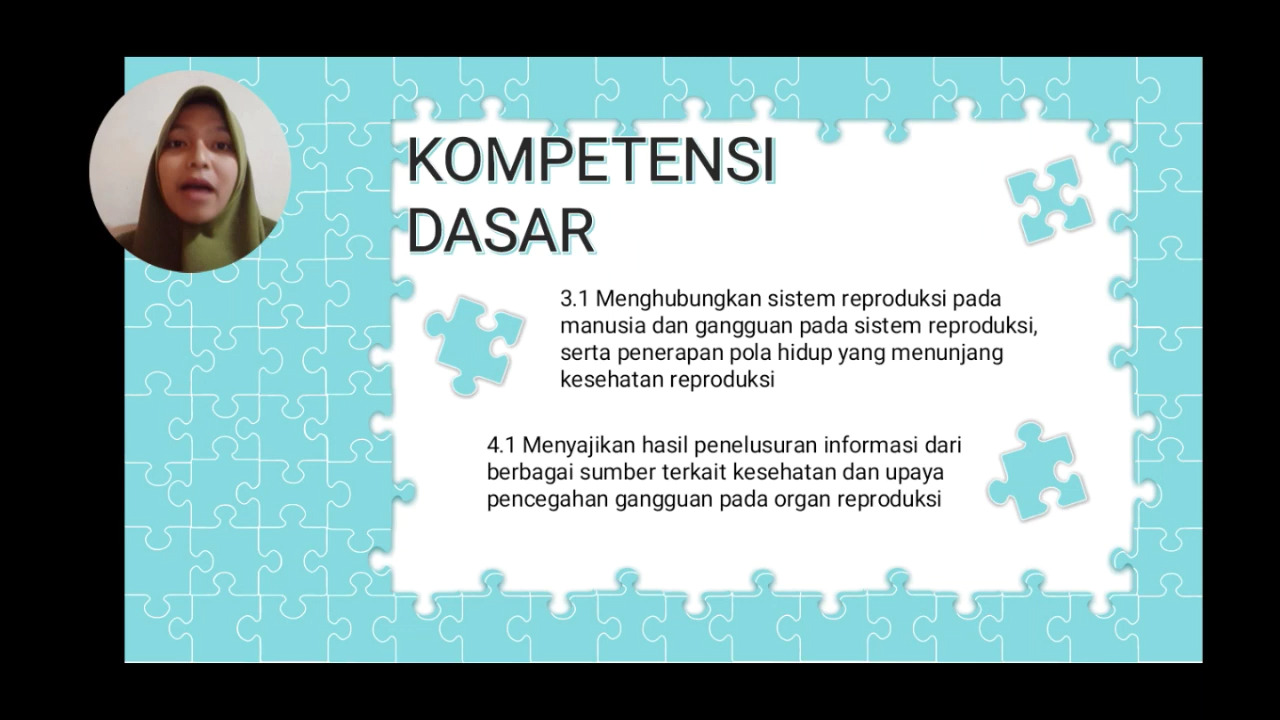 KOMPETENSI
DASAR
3.1 Menghubungkan sistem reproduksi pada
manusia dan gangguan pada sistem reproduksi,
serta penerapan pola hidup yang menunjang
kesehatan reproduksi
4.1 Menyajikan hasil penelusuran informasi dari
berbagai sumber terkait kesehatan dan upaya
pencegahan gangguan pada organ reproduksi